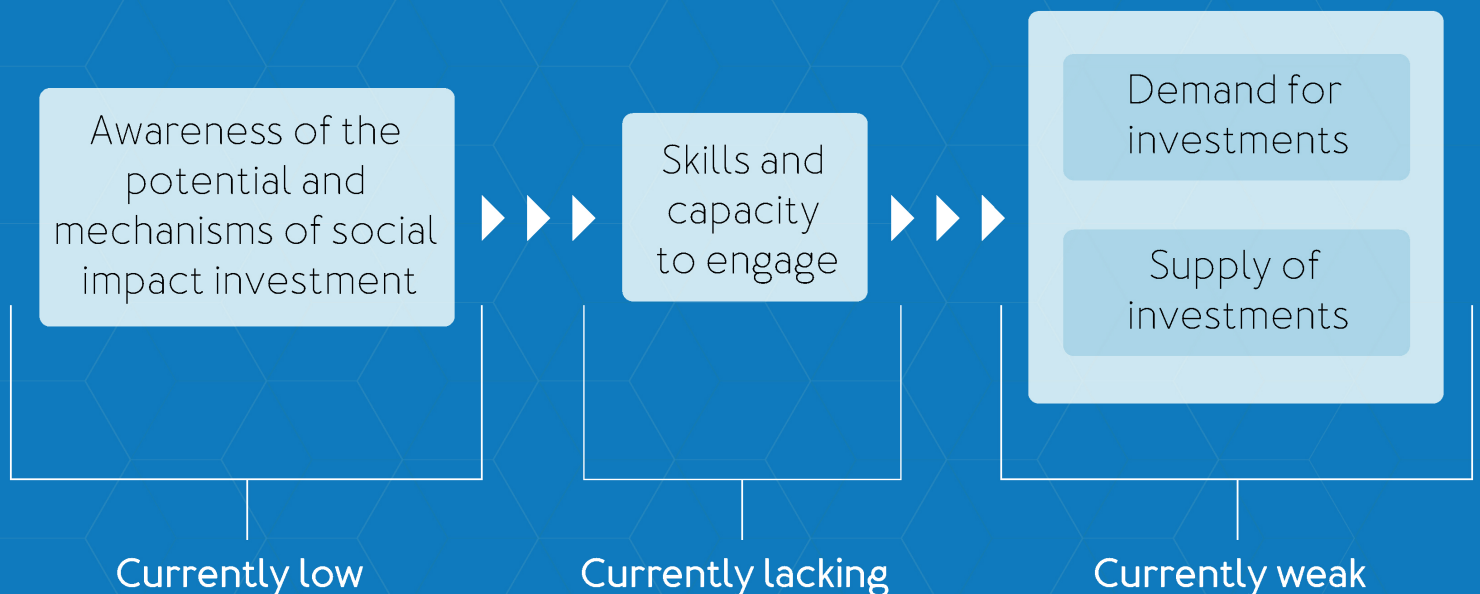 Awareness of the
potential and
mechanisms of social
impact investment
Skills and
capacity
to engage
Demand for
investments
Supply of
investments
Currently low
Currently lacking
Currently weak